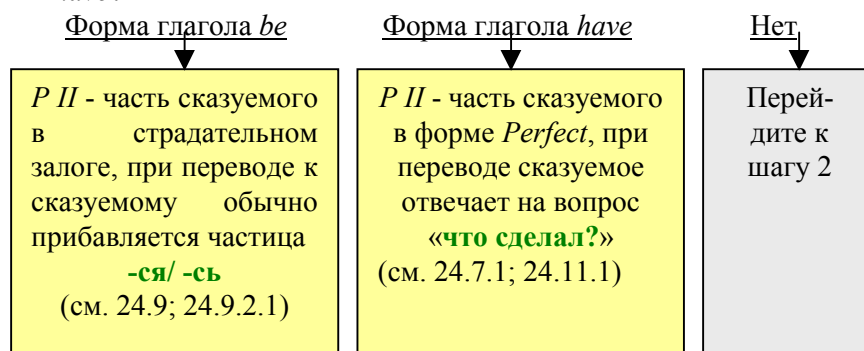 Форма глагола be
Форма глагола have
Нет
P II - часть сказуемого
в страдательном
залоге, при переводе к
сказуемому обычно
прибавляется частица
-ся/ -сь
(см. 24.9; 24.9.2.1)
P II - часть сказуемого
в форме Perfect, при
переводе сказуемое
отвечает на вопрос
«что сделал?»
(см. 24.7.1; 24.11.1)
Перей-
дите к
шагу 2